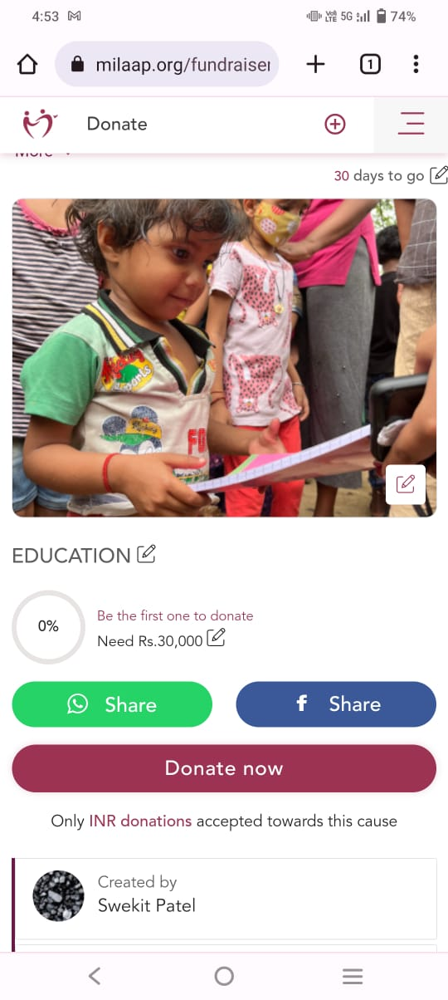 4:53
Vo)) LTE 5G 74%
milaap.org/fundraiser
1
Donate
More
30 days to go
EDUCATION
0%
Be the first one to donate
Need Rs.30,000
Share
f Share
Donate now
Only INR donations accepted towards this cause
Created by
Swekit Patel